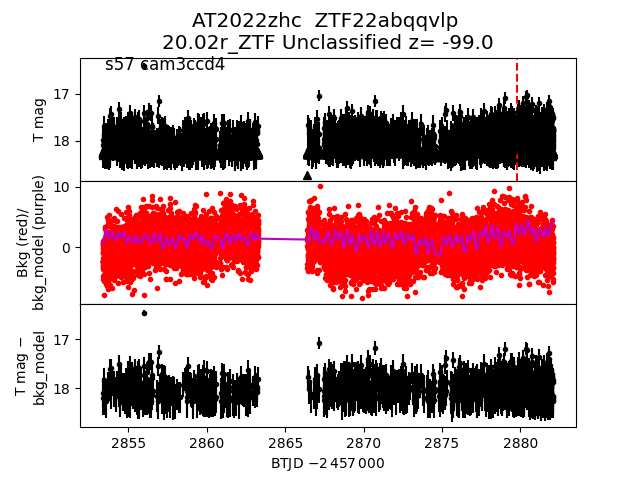 AT2022zhc  ZTF22abqqvlp
20.02r_ZTF Unclassified z= -99.0
s57 cam3ccd4
T mag
17
18
Bkg (red)/
bkg_model (purple)
10
0
T mag −
bkg_model
17
18
2855 2860 2865 2870 2875 2880
BTJD −2 457 000